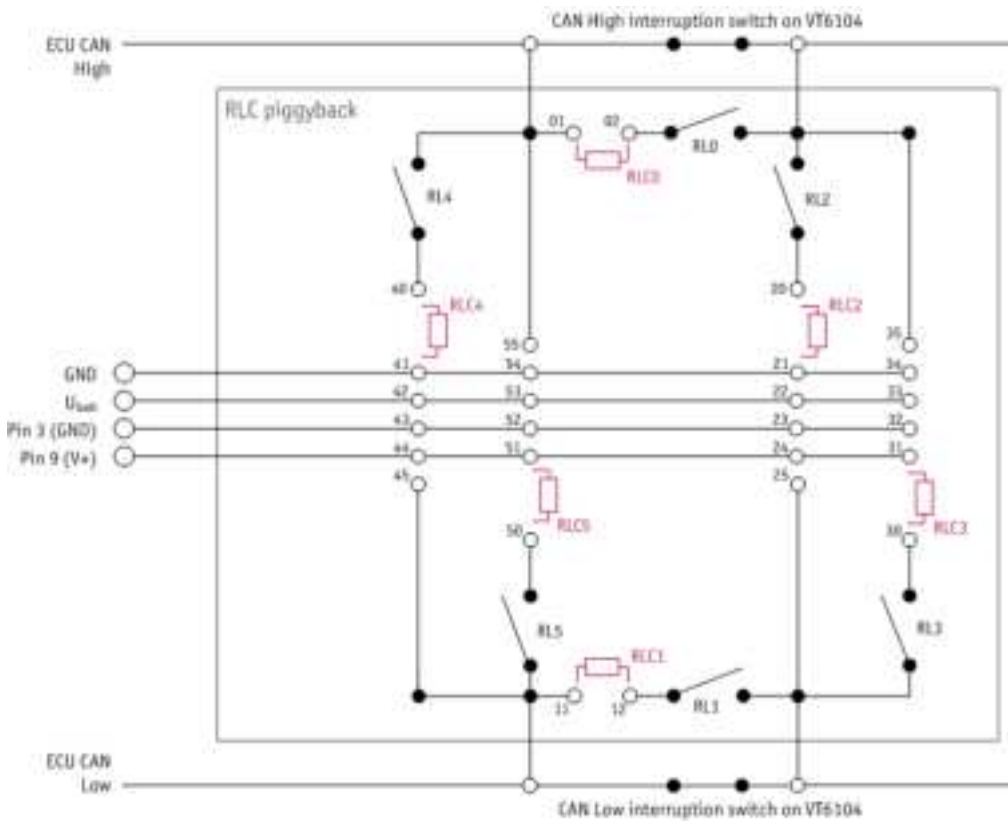 CAN High interruption switch on VT6104
ECU CAN
High
RLC piggyback
01
02
RLC0
RL0
RL4
RL2
40
RLC4
20
RLC2
55
35
GND
41
54
21
34
Ubatt
42
53
22
33
Pin 3 (GND)
43
52
23
32
Pin 9 (V+)
44
51
24
31
45
25
RLC5
RLC3
50
30
RL5
RL3
RLC1
11
12
RL1
ECU CAN
Low
CAN Low interruption switch on VT6104